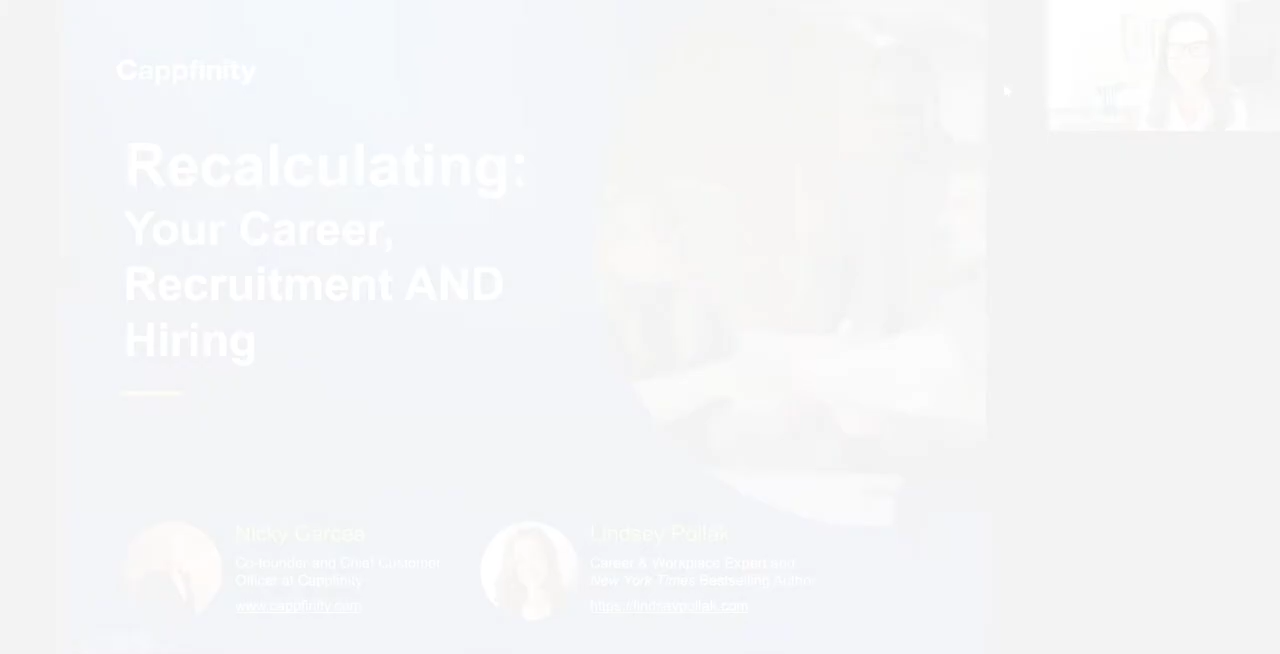 Cappfinity
Recalculating:
Your Career,
Recruitment AND
Hiring
Nicky Garcea
Lindsey Pollak
Co-founder and Chief Customer
Officer at Cappfinity
www.cappfinity.com
Career & Workplace Expert and
New York Times Bestselling Author
https://lindseypollak.com